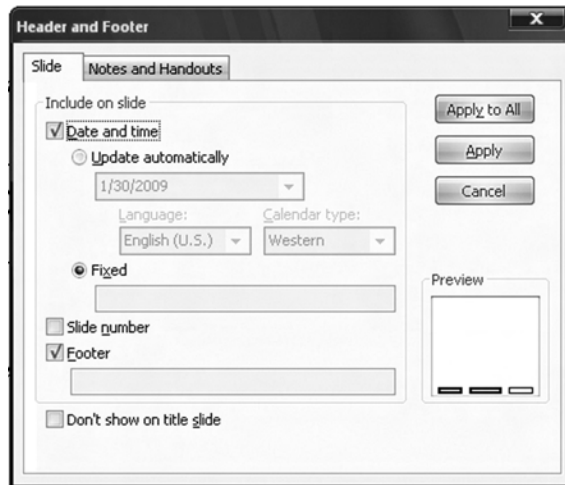 Header and Footer
X
Slide
Notes and Handouts
Include on slide
Date and time
Update automatically
1/30/2009
Language:
Calendar type:
English (U.S.)
Western
Fixed
Slide number
Footer
Don't show on title slide
Apply to All
Apply
Cancel
Preview